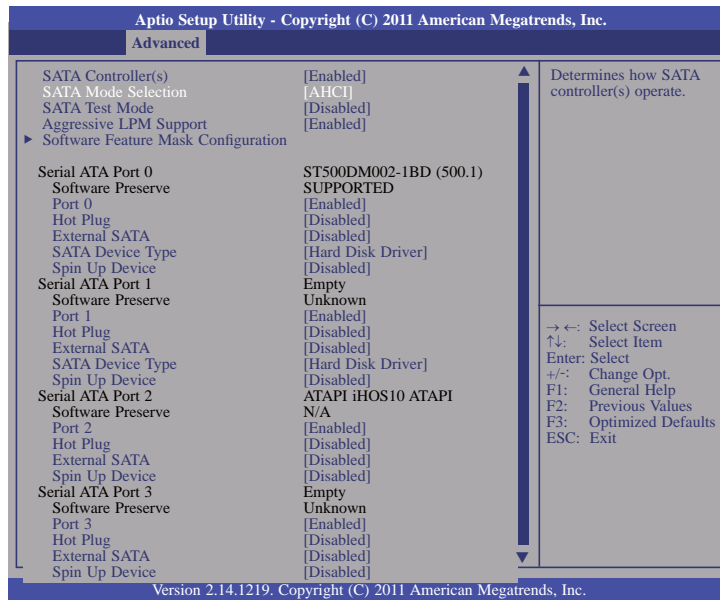 Aptio Setup Utility - Copyright (C) 2011 American Megatrends, Inc.
Advanced
SATA Controller(s) [Enabled]
SATA Mode Selection [AHCI]
SATA Test Mode [Disabled]
Aggressive LPM Support [Enabled]
Software Feature Mask Configuration
Serial ATA Port 0 ST500DM002-1BD (500.1)
Software Preserve SUPPORTED
Port 0 [Enabled]
Hot Plug [Disabled]
External SATA [Disabled]
SATA Device Type [Hard Disk Driver]
Spin Up Device [Disabled]
Serial ATA Port 1 Empty
Software Preserve Unknown
Port 1 [Enabled]
Hot Plug [Disabled]
External SATA [Disabled]
SATA Device Type [Hard Disk Driver]
Spin Up Device [Disabled]
Serial ATA Port 2 ATAPI iHOS10 ATAPI
Software Preserve N/A
Port 2 [Enabled]
Hot Plug [Disabled]
External SATA [Disabled]
Spin Up Device [Disabled]
Serial ATA Port 3 Empty
Software Preserve Unknown
Port 3 [Enabled]
Hot Plug [Disabled]
External SATA [Disabled]
Spin Up Device [Disabled]
Determines how SATA
controller(s) operate.
→ ←: Select Screen
↑↓: Select Item
Enter: Select
+/-: Change Opt.
F1: General Help
F2: Previous Values
F3: Optimized Defaults
ESC: Exit
Version 2.14.1219. Copyright (C) 2011 American Megatrends, Inc.